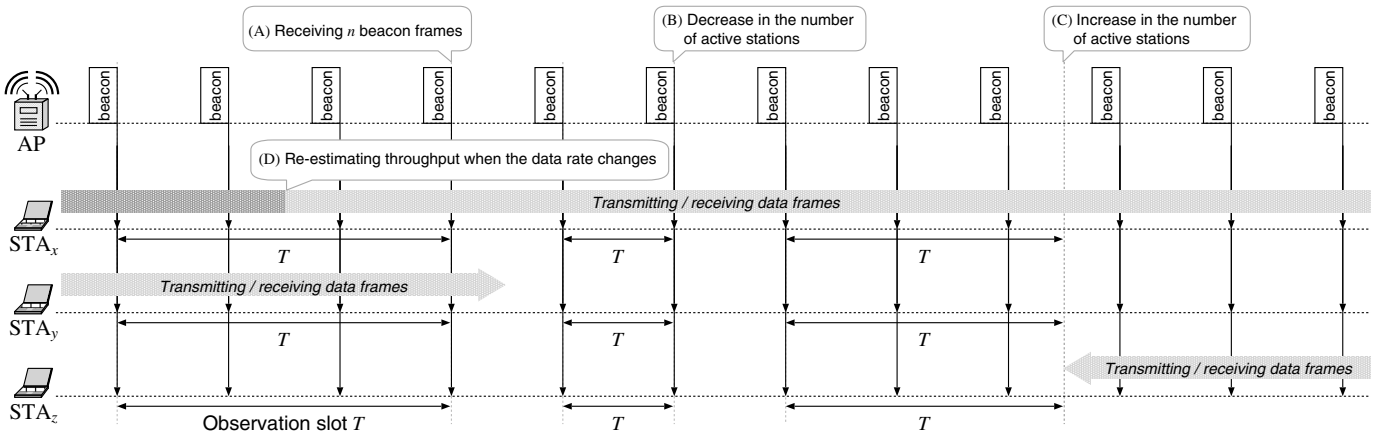 (A) Receiving n beacon frames
(B) Decrease in the number
of active stations
(C) Increase in the number
of active stations
beacon beacon beacon beacon beacon beacon beacon beacon beacon beacon beacon beacon
AP
(D) Re-estimating throughput when the data rate changes
Transmitting / receiving data frames
STAx
T T T
Transmitting / receiving data frames
STAy
T T T
Transmitting / receiving data frames
STAz
Observation slot T T T